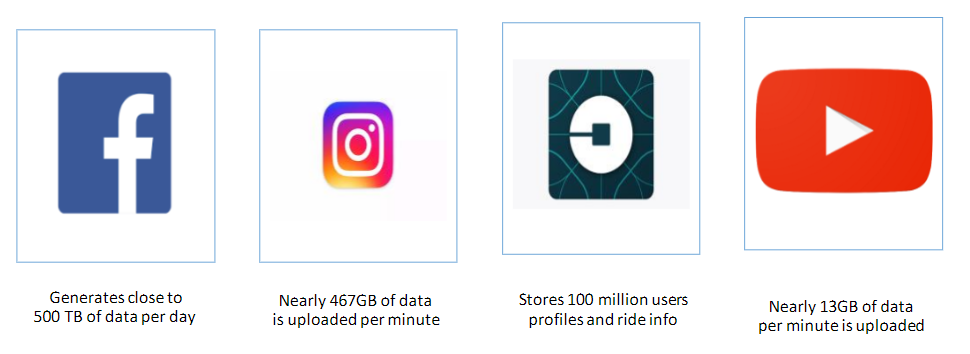 Generates close to
500 TB of data per day
Nearly 467GB of data
is uploaded per minute
Stores 100 million users
profiles and ride info
Nearly 13GB of data
per minute is uploaded